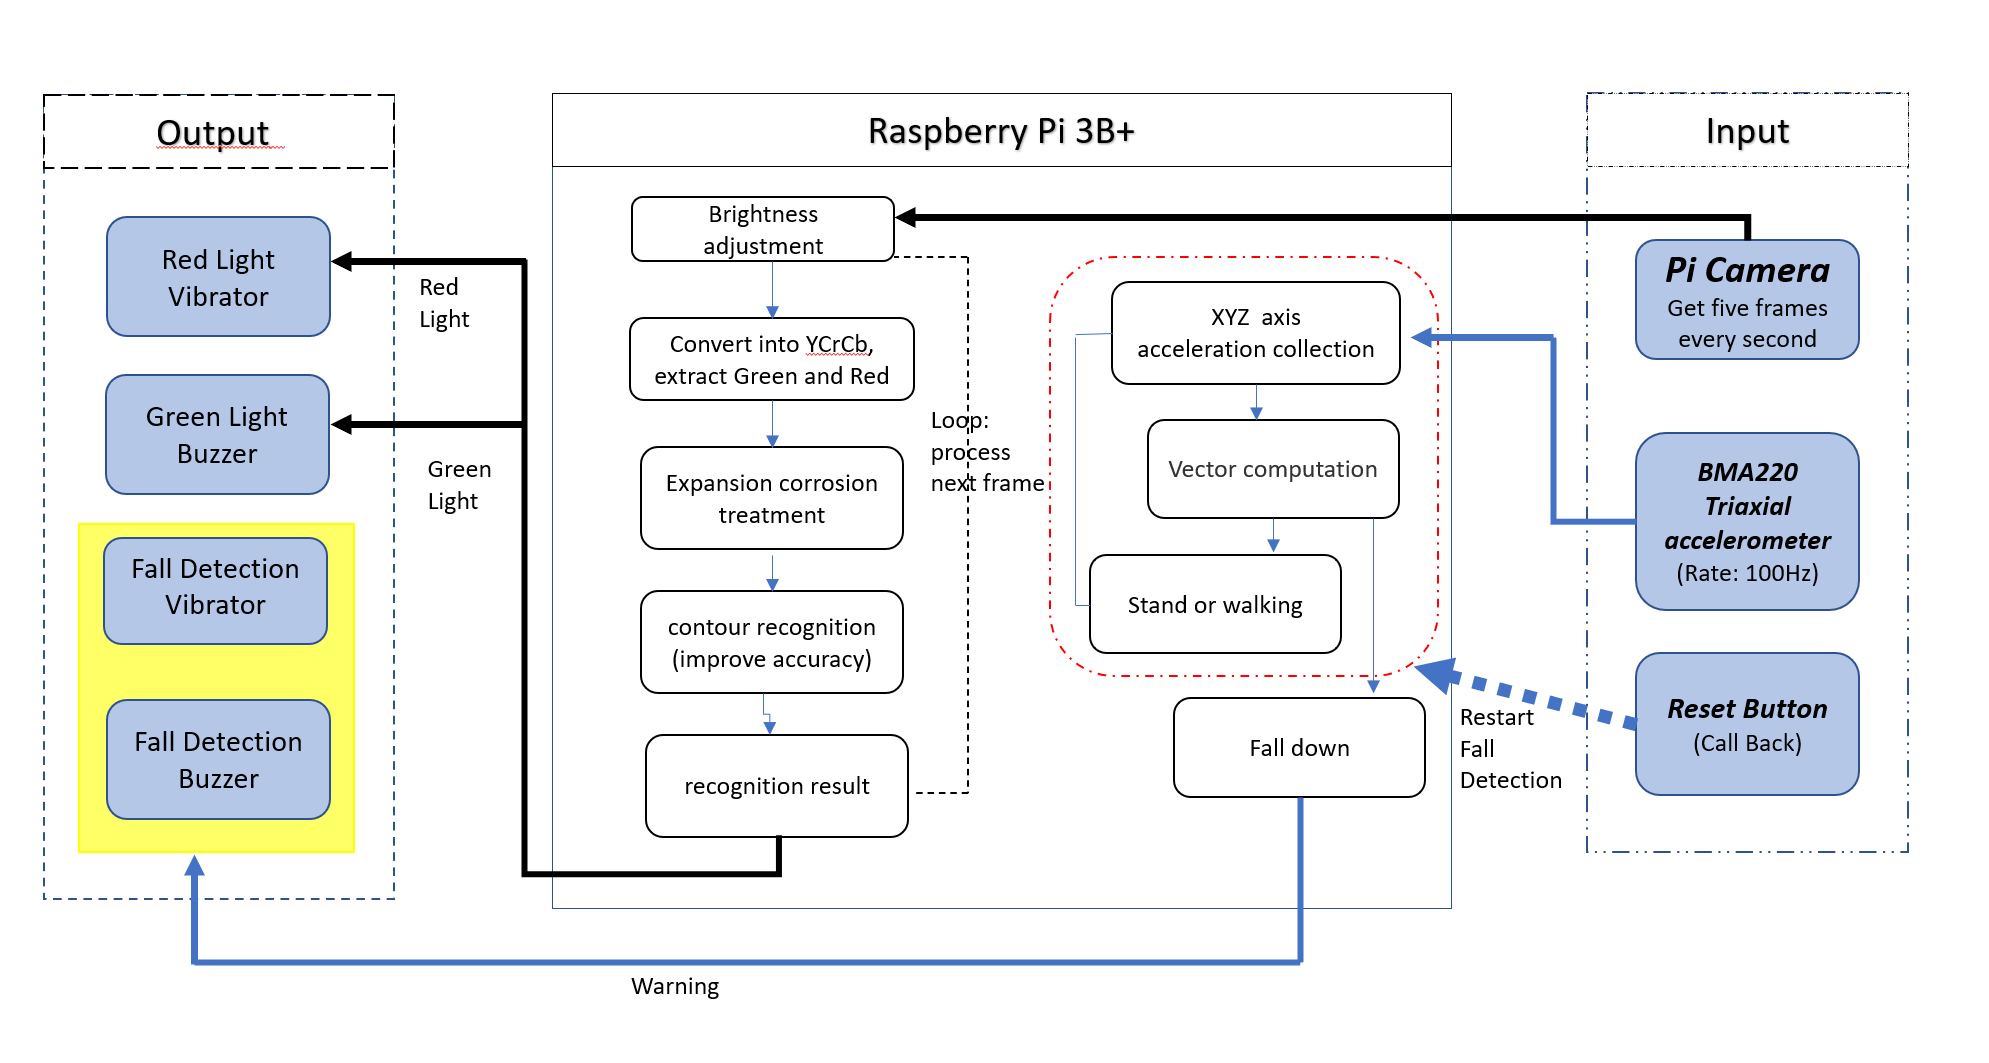 Output
Red Light
Vibrator
Green Light
Buzzer
Fall Detection
Vibrator
Fall Detection
Buzzer
Red
Light
Green
Light
Raspberry Pi 3B+
Brightness
adjustment
Convert into YCrCb,
extract Green and Red
Expansion corrosion
treatment
contour recognition
(improve accuracy)
recognition result
Loop:
process
next frame
XYZ axis
acceleration collection
Vector computation
Stand or walking
Fall down
Restart
Fall
Detection
Input
Pi Camera
Get five frames
every second
BMA220
Triaxial
accelerometer
(Rate: 100Hz)
Reset Button
(Call Back)
Warning